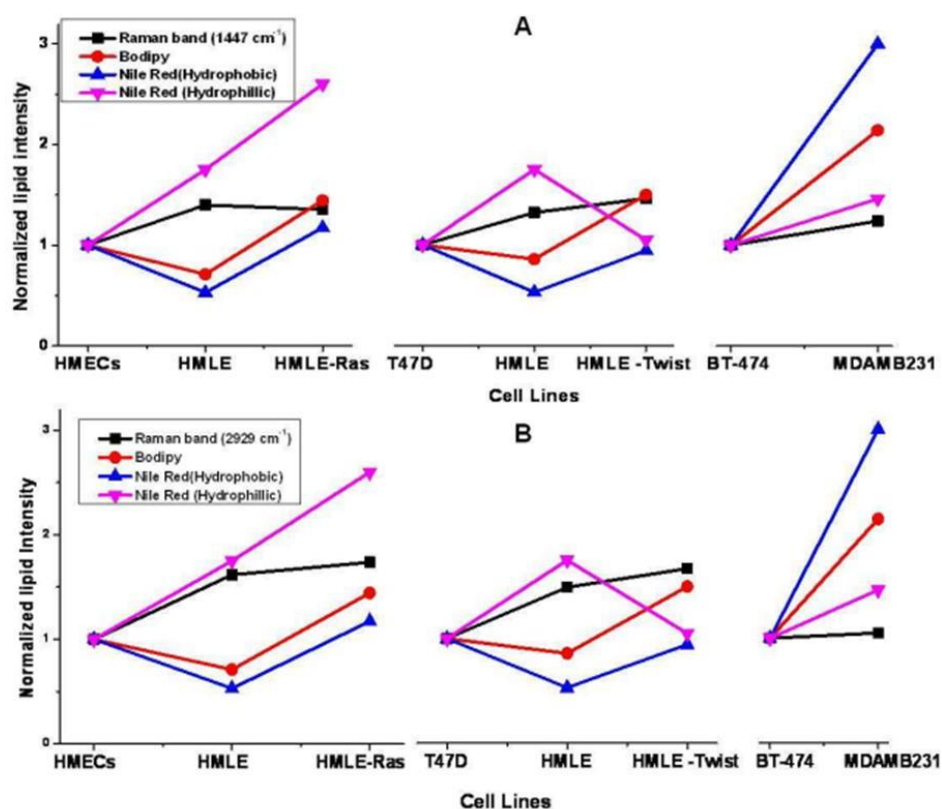 A
Raman band (1447 cm⁻¹)
Bodipy
Nile Red(Hydrophobic)
Nile Red (Hydrophillic)
Normalized lipid intensity
3
2
1
0
HMECs HMLE HMLE-Ras T47D HMLE HMLE -Twist BT-474 MDAMB231
Cell Lines
B
Raman band (2929 cm⁻¹)
Bodipy
Nile Red(Hydrophobic)
Nile Red (Hydrophillic)
Normalized lipid Intensity
3
2
1
0
HMECs HMLE HMLE-Ras T47D HMLE HMLE -Twist BT-474 MDAMB231
Cell Lines